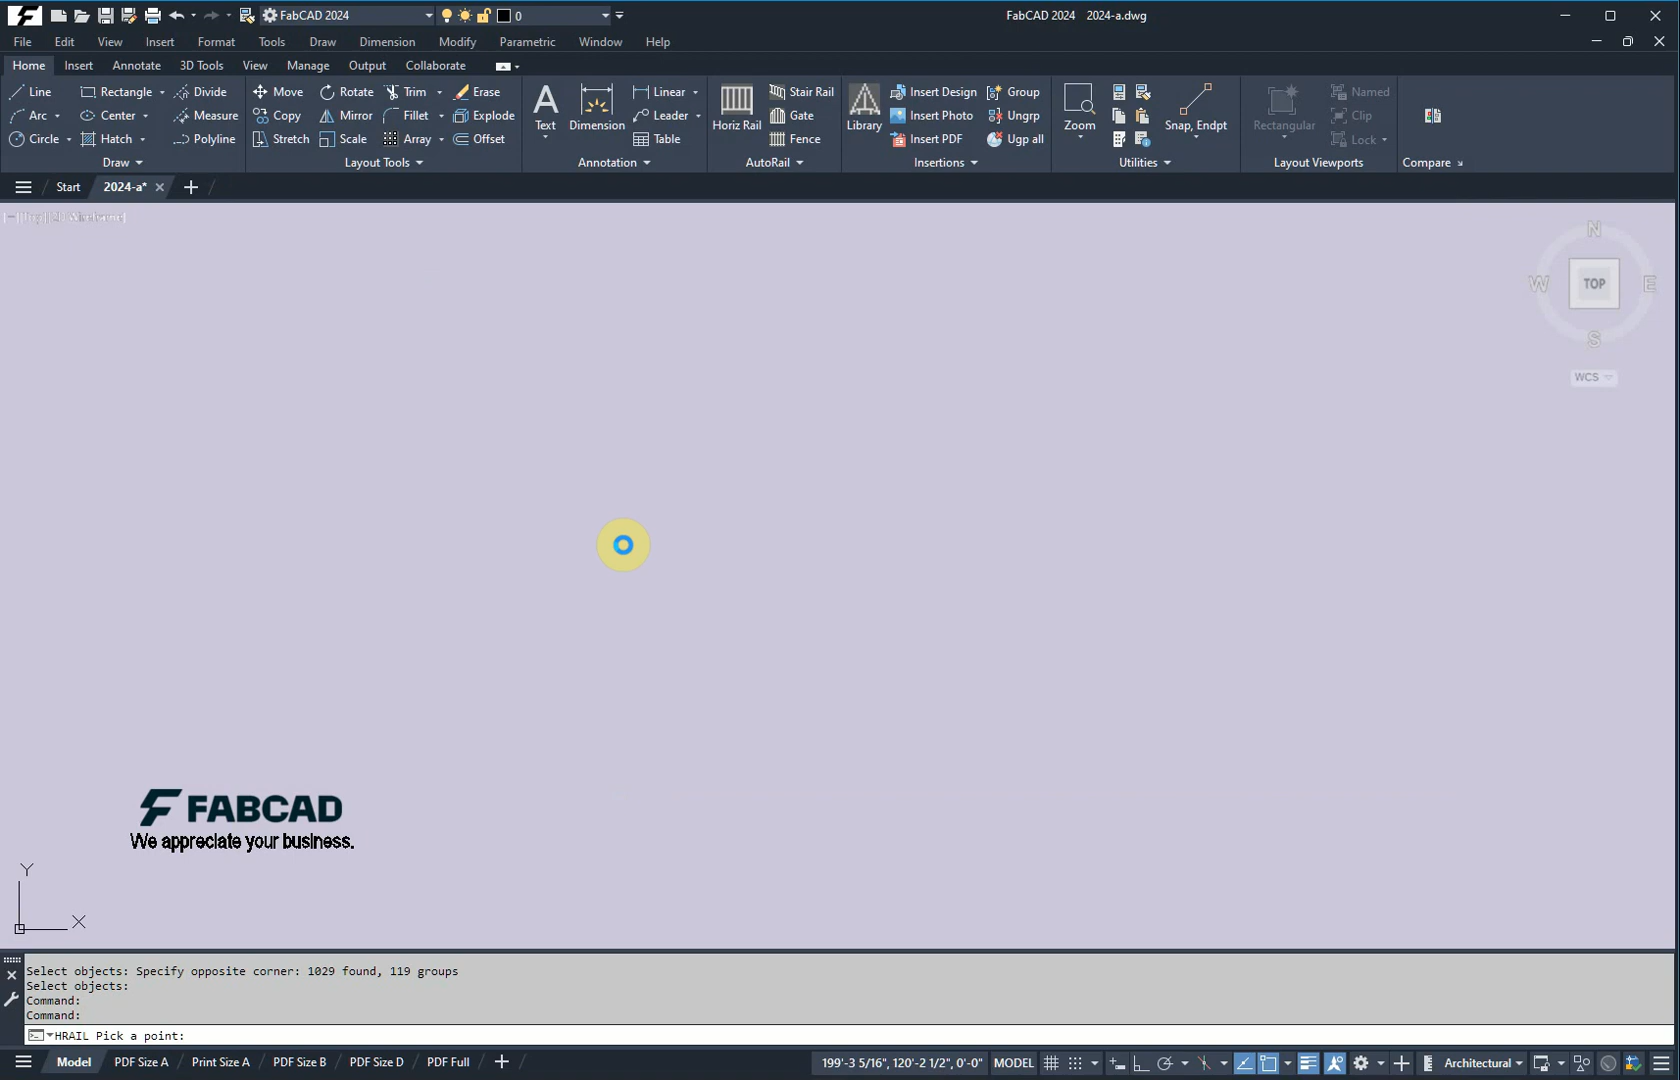 FabCAD 2024
0
FabCAD 2024 2024-a.dwg
File Edit View Insert Format Tools Draw Dimension Modify Parametric Window Help
Home Insert Annotate 3D Tools View Manage Output Collaborate
Line Rectangle Divide Move Rotate Trim Erase Linear Stair Rail Insert Design Group Named
Arc Center Measure Copy Mirror Fillet Explode Text Dimension Leader Horiz Rail Gate Library Insert Photo Ungrp Zoom Snap, Endpt Rectangular Clip
Circle Hatch Polyline Stretch Scale Array Offset Table Fence Insert PDF Ugp all Lock
Draw Layout Tools Annotation AutoRail Insertions Utilities Layout Viewports Compare
Start 2024-a*
N
W TOP E
S
WCS
FABCAD
We appreciate your business.
Y
X
Select objects: Specify opposite corner: 1029 found, 119 groups
Select objects:
Command:
Command:
HRAIL Pick a point:
Model PDF Size A Print Size A PDF Size B PDF Size D PDF Full 199'-3 5/16", 120'-2 1/2", 0'-0" MODEL Architectural